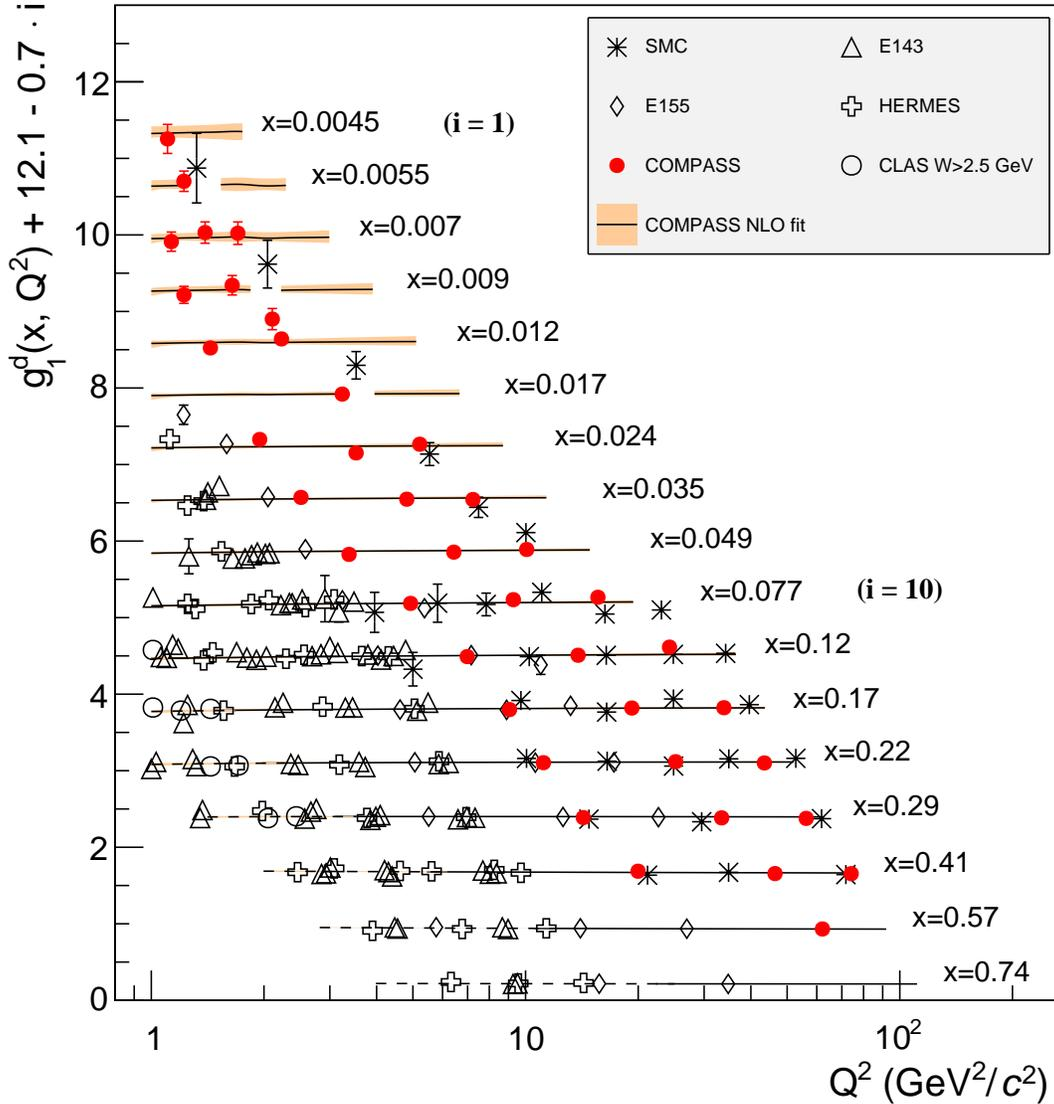 g₁ᵈ(x, Q²) + 12.1 - 0.7 · i
SMC
E143
E155
HERMES
COMPASS
CLAS W>2.5 GeV
COMPASS NLO fit
12
10
8
6
4
2
0
x=0.0045 (i = 1)
x=0.0055
x=0.007
x=0.009
x=0.012
x=0.017
x=0.024
x=0.035
x=0.049
x=0.077 (i = 10)
x=0.12
x=0.17
x=0.22
x=0.29
x=0.41
x=0.57
x=0.74
1 10 10²
Q² (GeV²/c²)